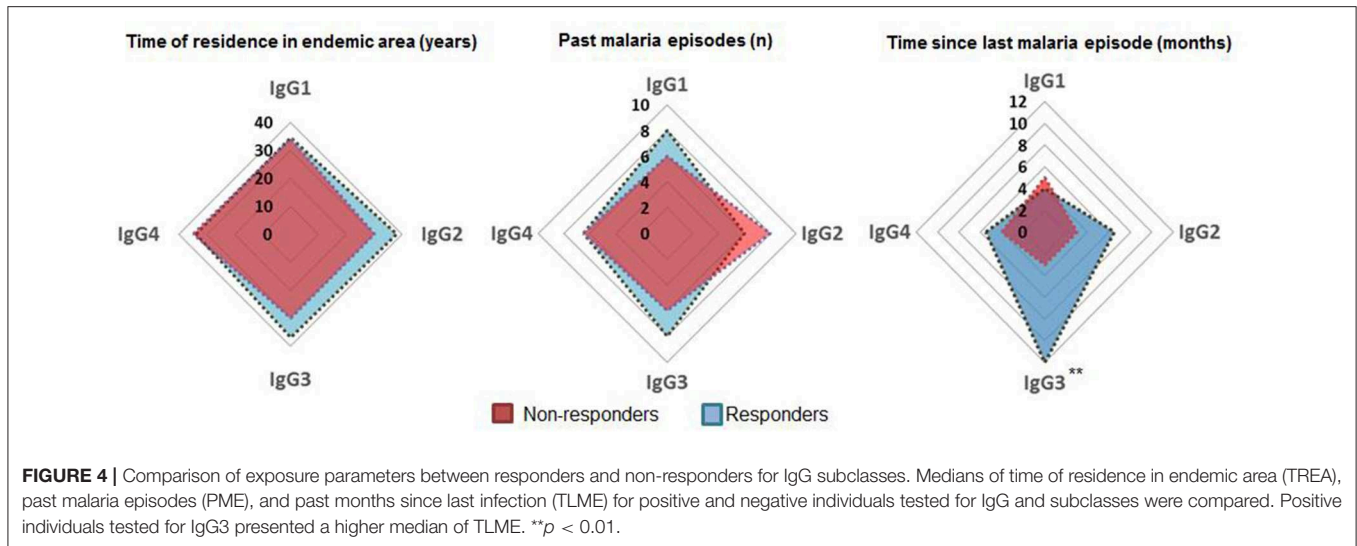 Time of residence in endemic area (years)
IgG1
40
30
20
10
0
IgG4
IgG2
IgG3
Past malaria episodes (n)
IgG1
10
8
6
4
2
0
IgG4
IgG2
IgG3
Time since last malaria episode (months)
IgG1
12
10
8
6
4
2
0
IgG4
IgG2
IgG3 **
Non-responders
Responders
FIGURE 4 | Comparison of exposure parameters between responders and non-responders for IgG subclasses. Medians of time of residence in endemic area (TREA),
past malaria episodes (PME), and past months since last infection (TLME) for positive and negative individuals tested for IgG and subclasses were compared. Positive
individuals tested for IgG3 presented a higher median of TLME. **p < 0.01.